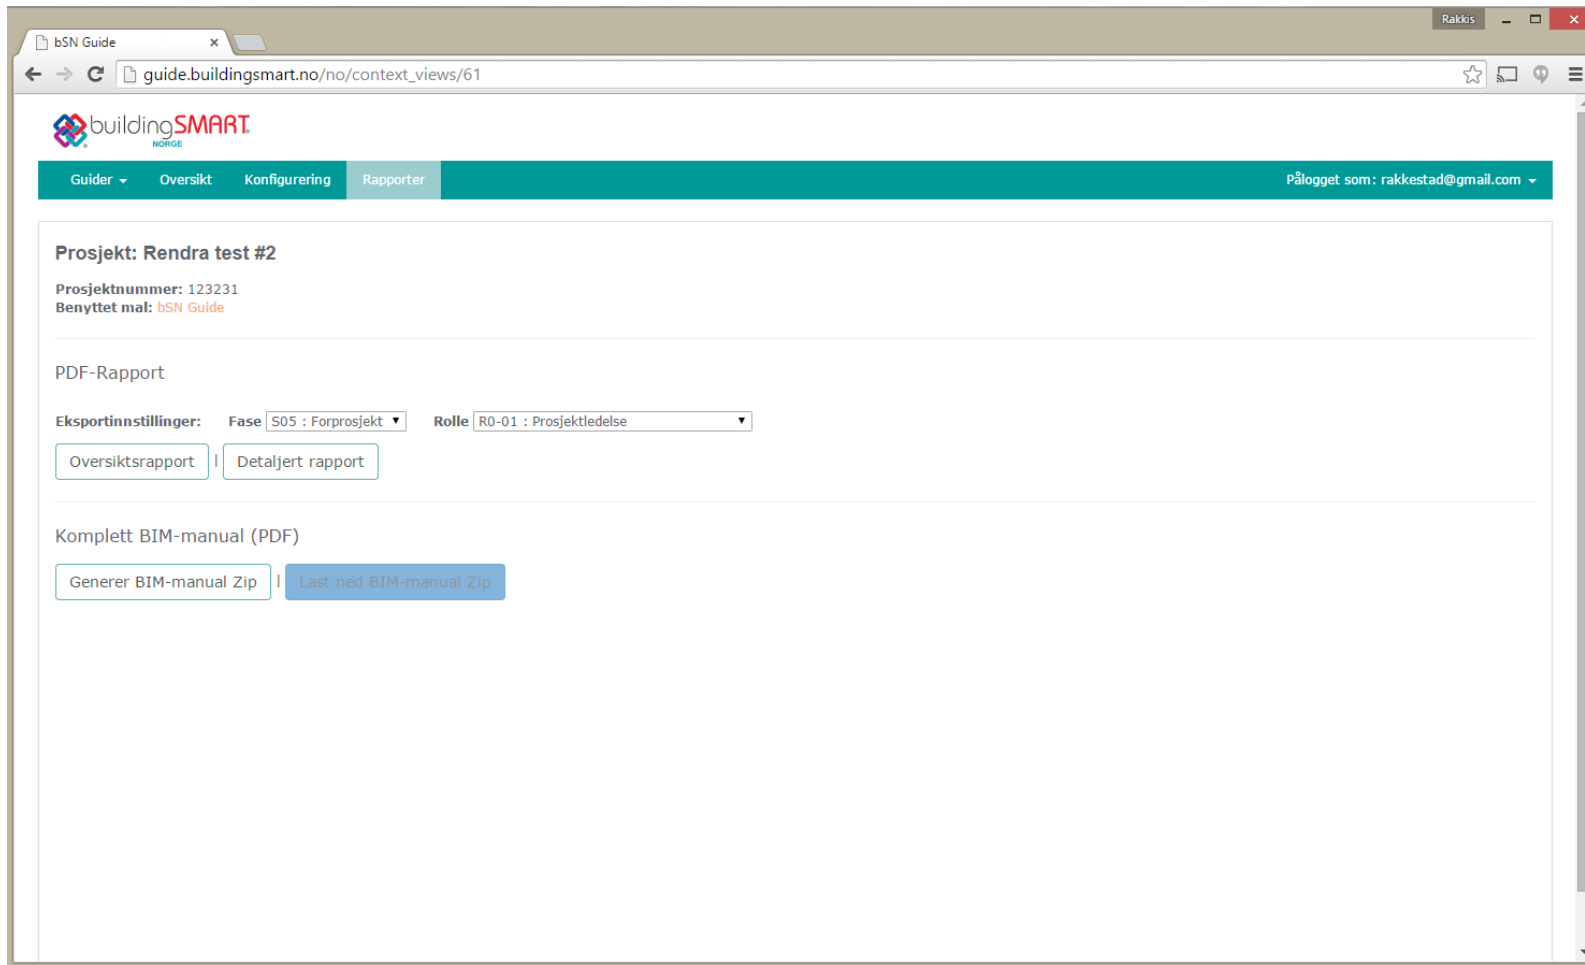 Rakkis
bSN Guide
guide.buildingsmart.no/no/context_views/61
buildingSMART
NORGE
Guider Oversikt Konfigurering Rapporter Pålogget som: rakkestad@gmail.com
Prosjekt: Rendra test #2
Prosjektnummer: 123231
Benyttet mal: bSN Guide
PDF-Rapport
Eksportinnstillinger: Fase S05 : Forprosjekt Rolle R0-01 : Prosjektledelse
Oversiktsrapport | Detaljert rapport
Komplett BIM-manual (PDF)
Generer BIM-manual Zip | Last ned BIM-manual Zip